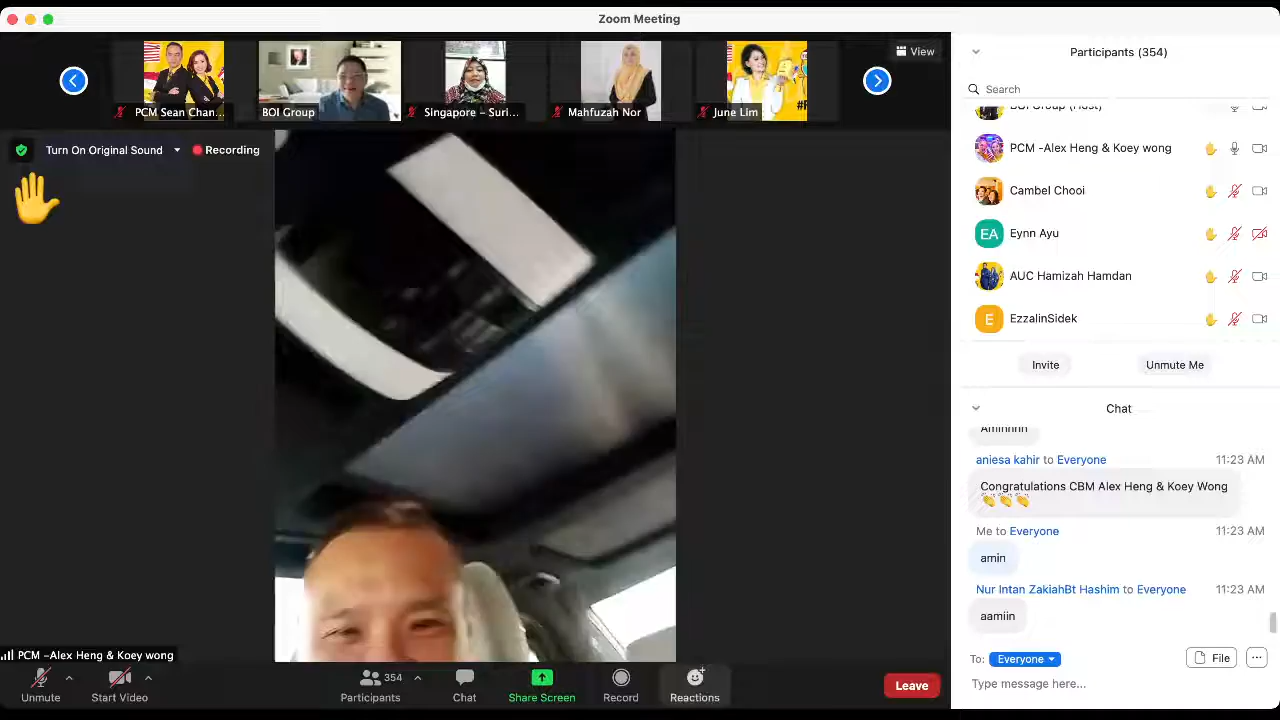 Zoom Meeting
View
PCM Sean Chan...
BOI Group
Singapore – Suri...
Mahfuzah Nor
June Lim
Turn On Original Sound
Recording
PCM –Alex Heng & Koey wong
Unmute
Start Video
354
Participants
Chat
Share Screen
Record
Reactions
Leave
Participants (354)
Search
BOI Group (Host)
PCM -Alex Heng & Koey wong
Cambel Chooi
EA
Eynn Ayu
AUC Hamizah Hamdan
E
EzzalinSidek
Invite
Unmute Me
Chat
aniesa kahir to Everyone 11:23 AM
Congratulations CBM Alex Heng & Koey Wong
Me to Everyone 11:23 AM
amin
Nur Intan ZakiahBt Hashim to Everyone 11:23 AM
aamiin
To: Everyone
File
Type message here...